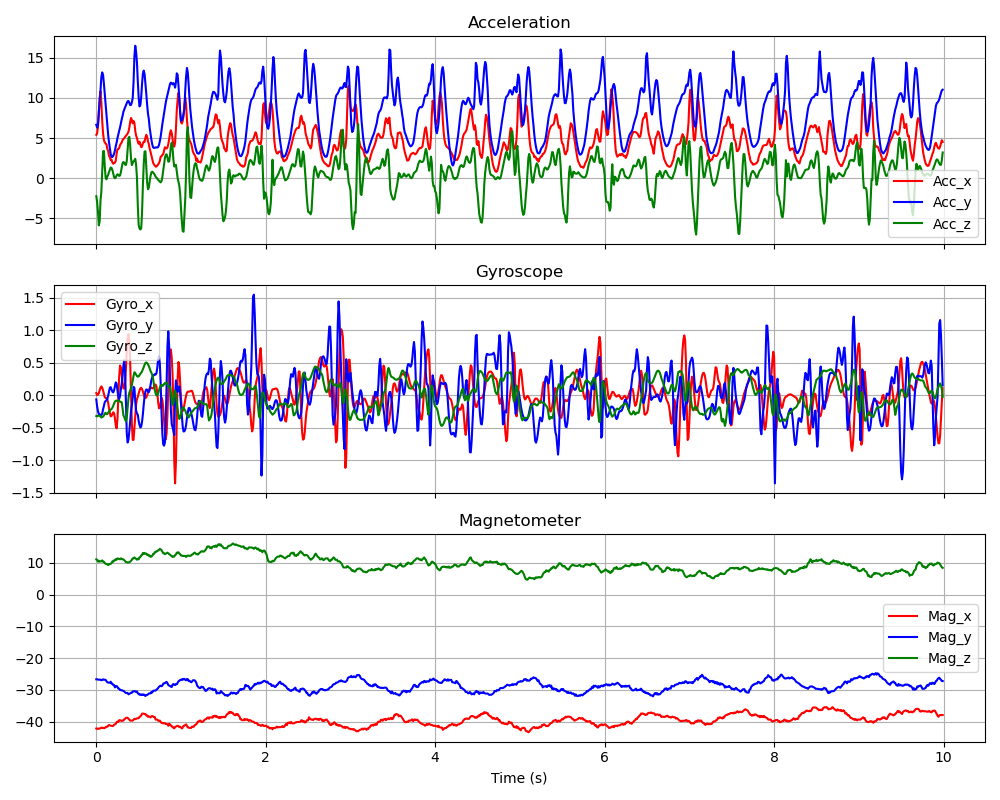 Acceleration
15
10
5
0
−5
Acc_x
Acc_y
Acc_z
Gyroscope
1.5
1.0
0.5
0.0
−0.5
−1.0
−1.5
Gyro_x
Gyro_y
Gyro_z
Magnetometer
10
0
−10
−20
−30
−40
Mag_x
Mag_y
Mag_z
0 2 4 6 8 10
Time (s)